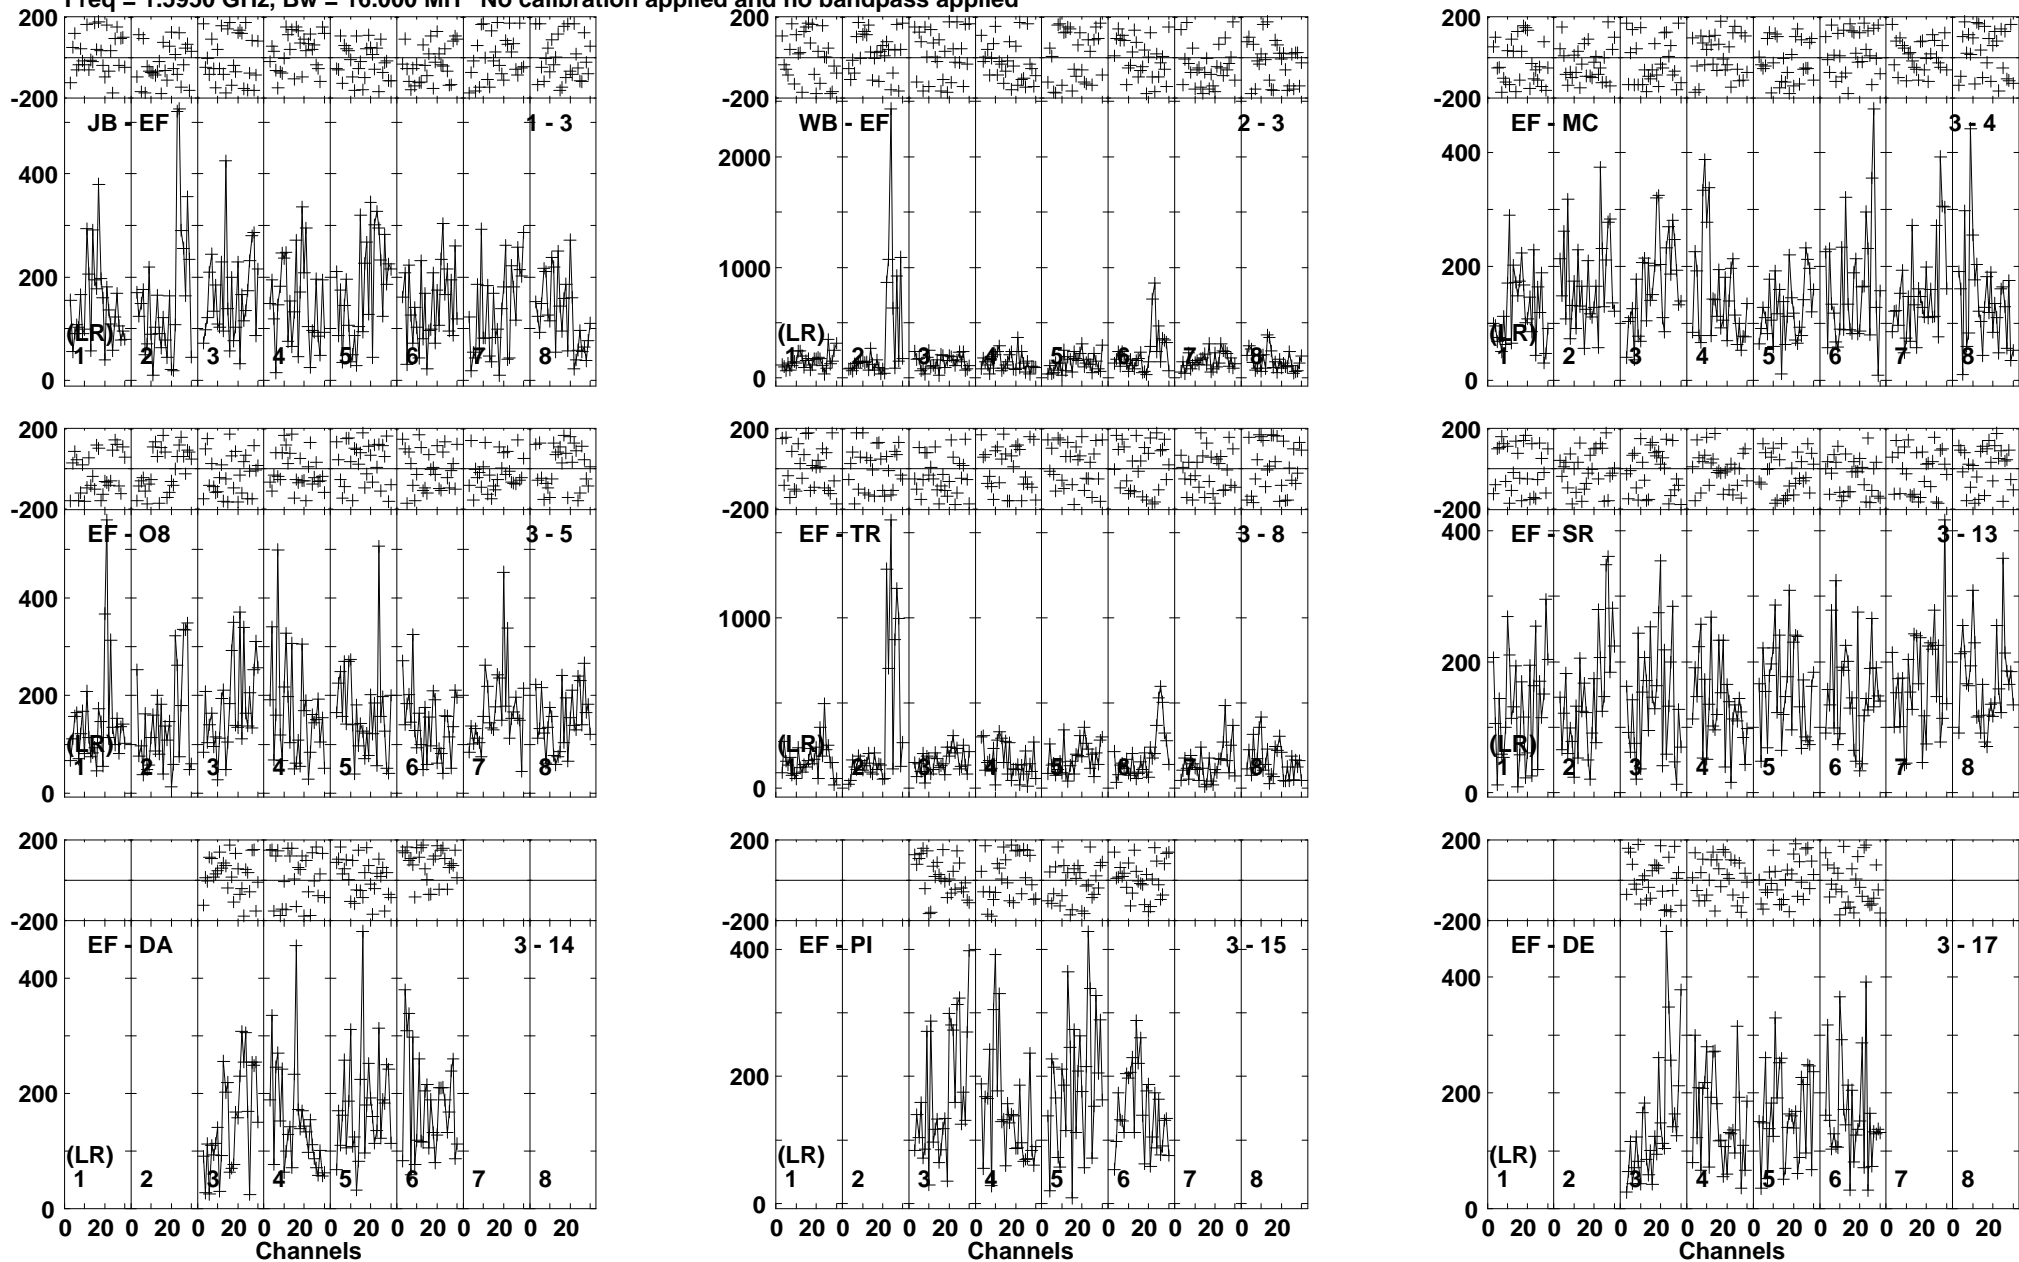 Freq = 1.5950 GHz, Bw = 16.000 MH No calibration applied and no bandpass applied
200 200 200
-200 -200 -200
JB - EF 1 - 3 WB - EF 2 - 3 EF - MC 3 - 4
400 2000 400
200 1000 200
(LR) (LR) (LR)
1 2 3 4 5 6 7 8 1 2 3 4 5 6 7 8 1 2 3 4 5 6 7 8
0 0 0
200 200 200
-200 -200 -200
EF - O8 3 - 5 EF - TR 3 - 8 EF - SR 3 - 13
400 1000 400
200 200
(LR) (LR) (LR)
1 2 3 4 5 6 7 8 1 2 3 4 5 6 7 8 1 2 3 4 5 6 7 8
0 0 0
200 200 200
-200 -200 -200
EF - DA 3 - 14 EF - PI 3 - 15 EF - DE 3 - 17
400 400 400
200 200 200
(LR) (LR) (LR)
1 2 3 4 5 6 7 8 1 2 3 4 5 6 7 8 1 2 3 4 5 6 7 8
0 0 0
0 20 0 20 0 20 0 20 0 20 0 20 0 20 0 20 0 20 0 20 0 20 0 20 0 20 0 20 0 20 0 20 0 20 0 20 0 20 0 20 0 20 0 20 0 20 0 20
Channels Channels Channels